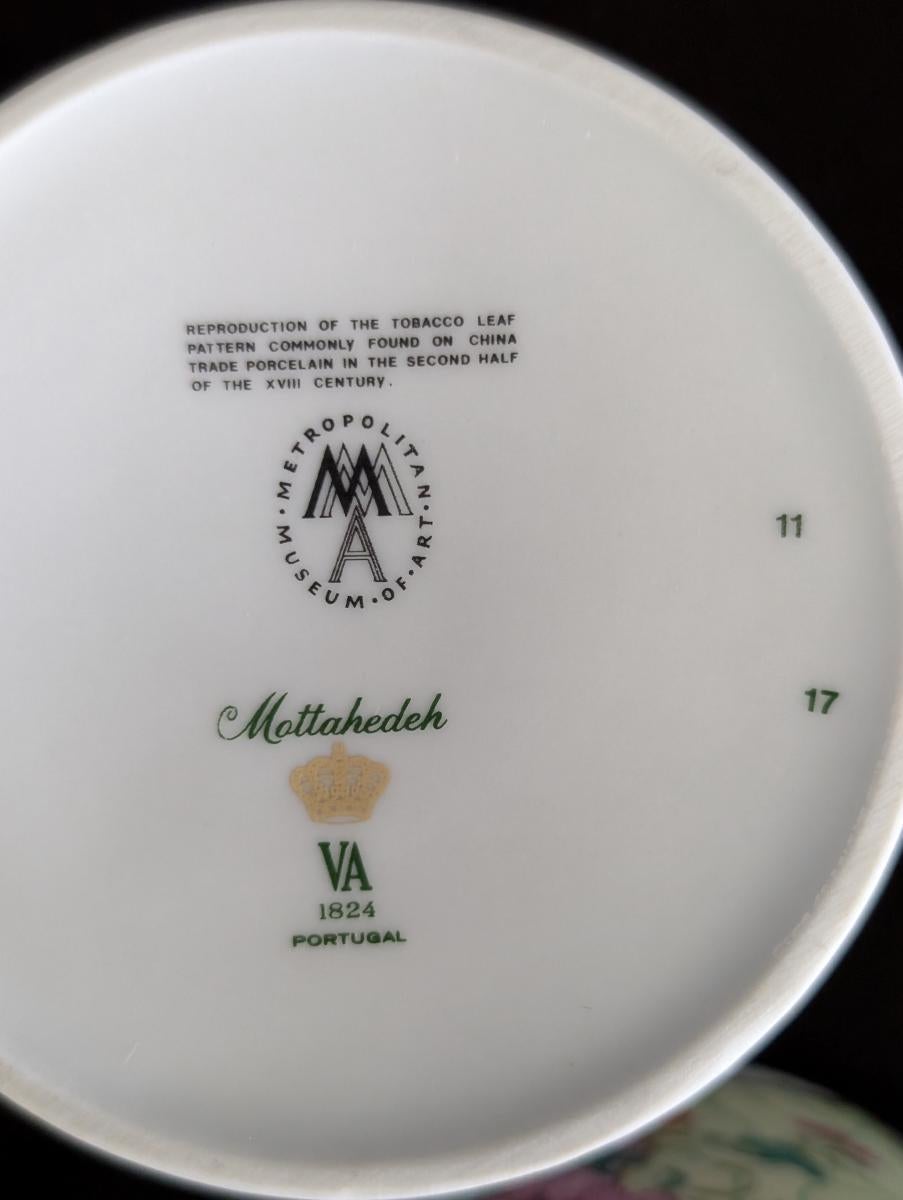 REPRODUCTION OF THE TOBACCO LEAF
PATTERN COMMONLY FOUND ON CHINA
TRADE PORCELAIN IN THE SECOND HALF
OF THE XVIII CENTURY.
METROPOLITAN · MUSEUM · OF · ART ·
MMA
11
Mottahedeh
17
VA
1824
PORTUGAL